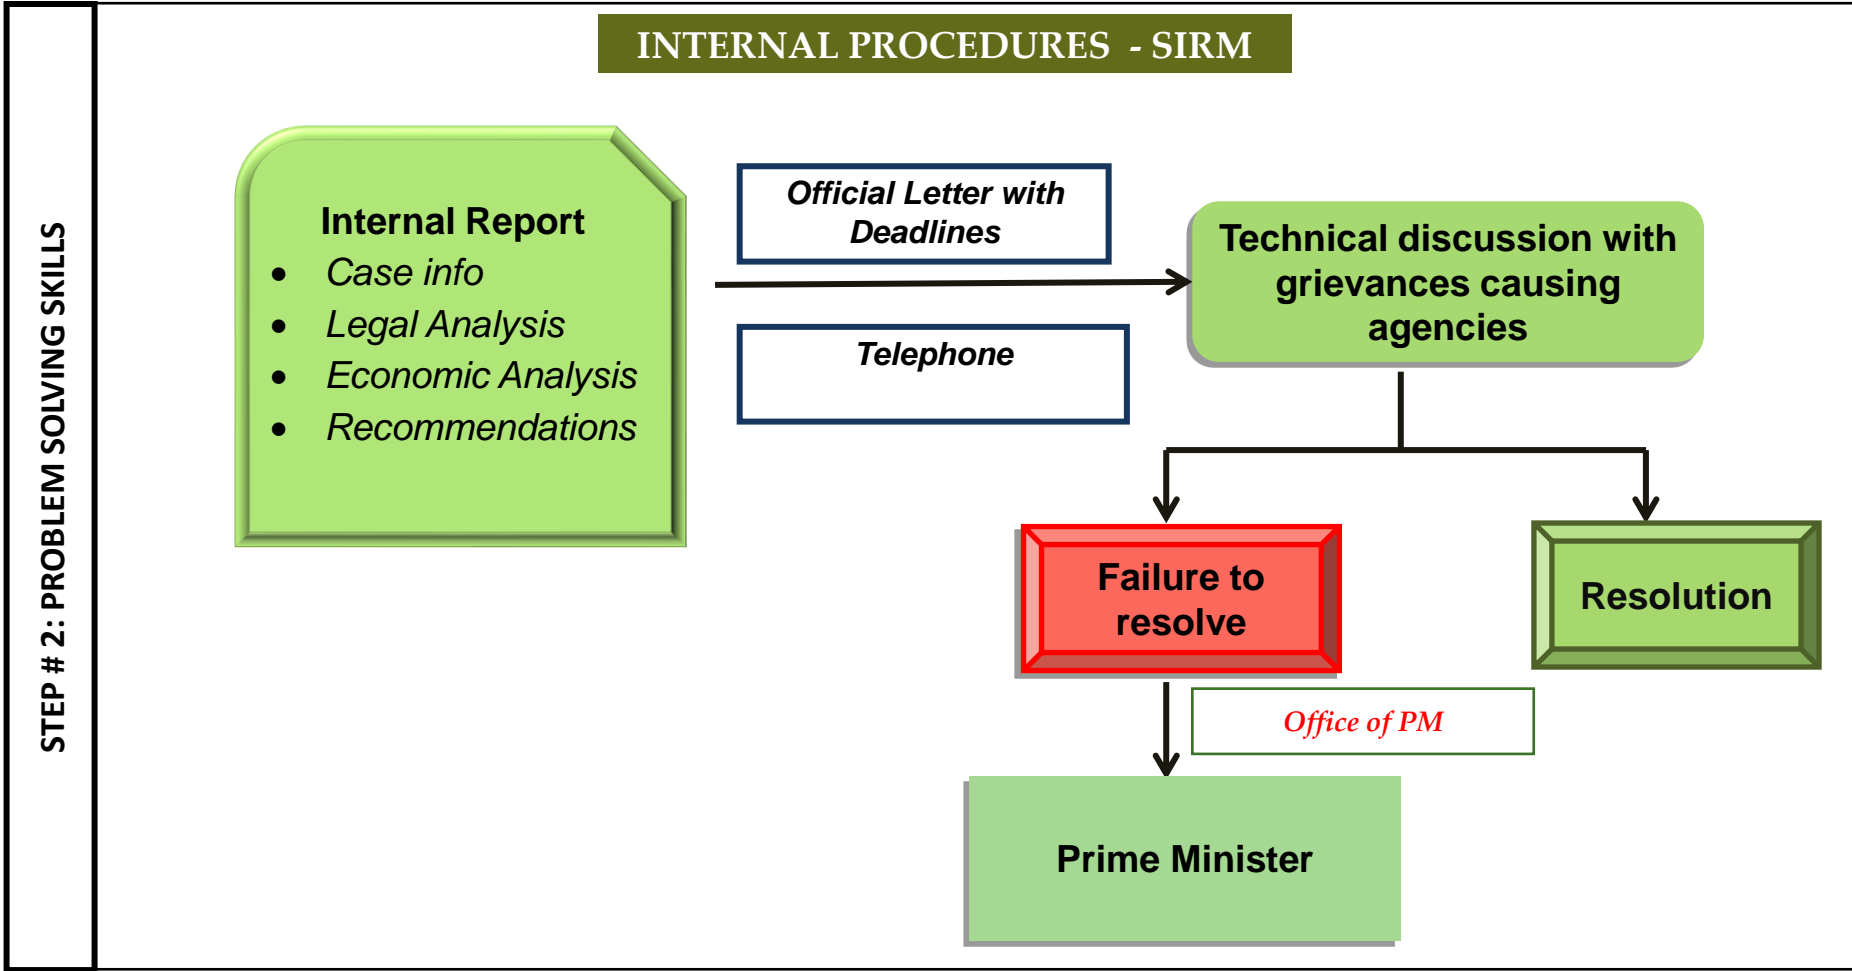 INTERNAL PROCEDURES - SIRM
STEP # 2: PROBLEM SOLVING SKILLS
Internal Report
• Case info
• Legal Analysis
• Economic Analysis
• Recommendations
Official Letter with
Deadlines
Telephone
Technical discussion with
grievances causing
agencies
Failure to
resolve
Resolution
Office of PM
Prime Minister